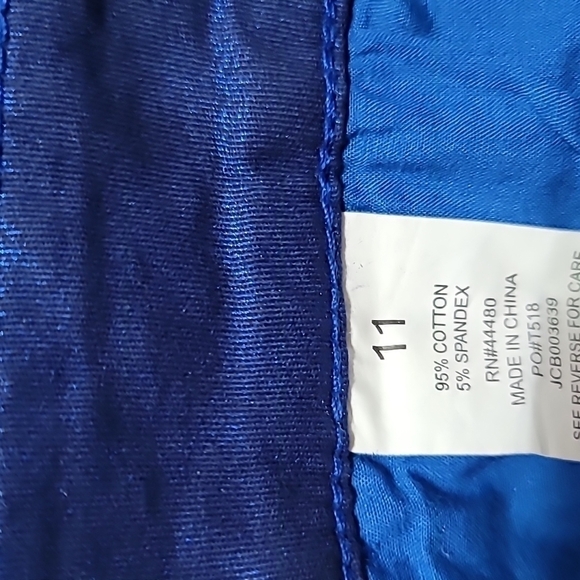 11
95% COTTON
5% SPANDEX
RN#44480
MADE IN CHINA
PO#T518
JCB003639
SEE REVERSE FOR CARE